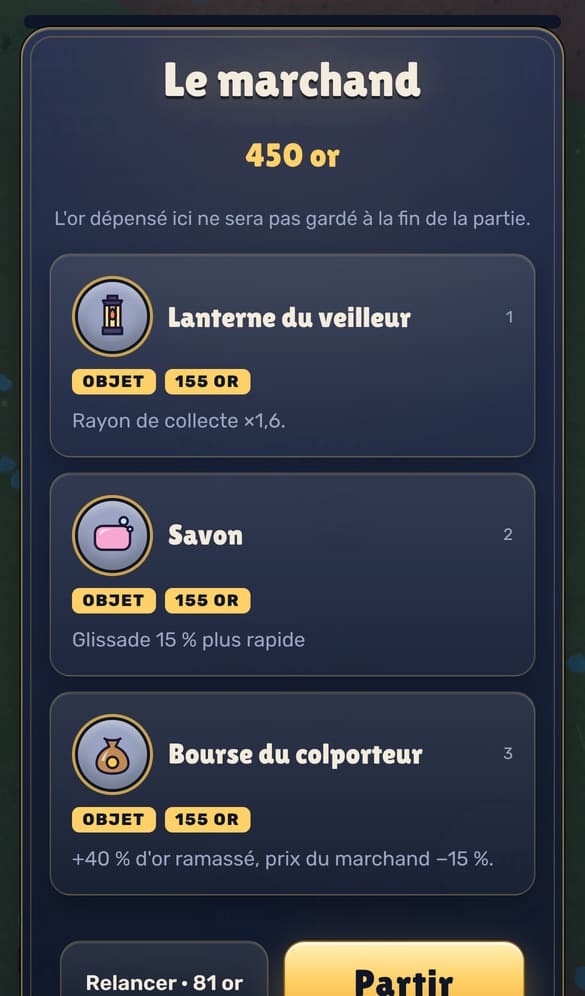 Le marchand
450 or
L'or dépensé ici ne sera pas gardé à la fin de la partie.
Lanterne du veilleur
1
OBJET
155 OR
Rayon de collecte ×1,6.
Savon
2
OBJET
155 OR
Glissade 15 % plus rapide
Bourse du colporteur
3
OBJET
155 OR
+40 % d'or ramassé, prix du marchand −15 %.
Relancer • 81 or
Partir